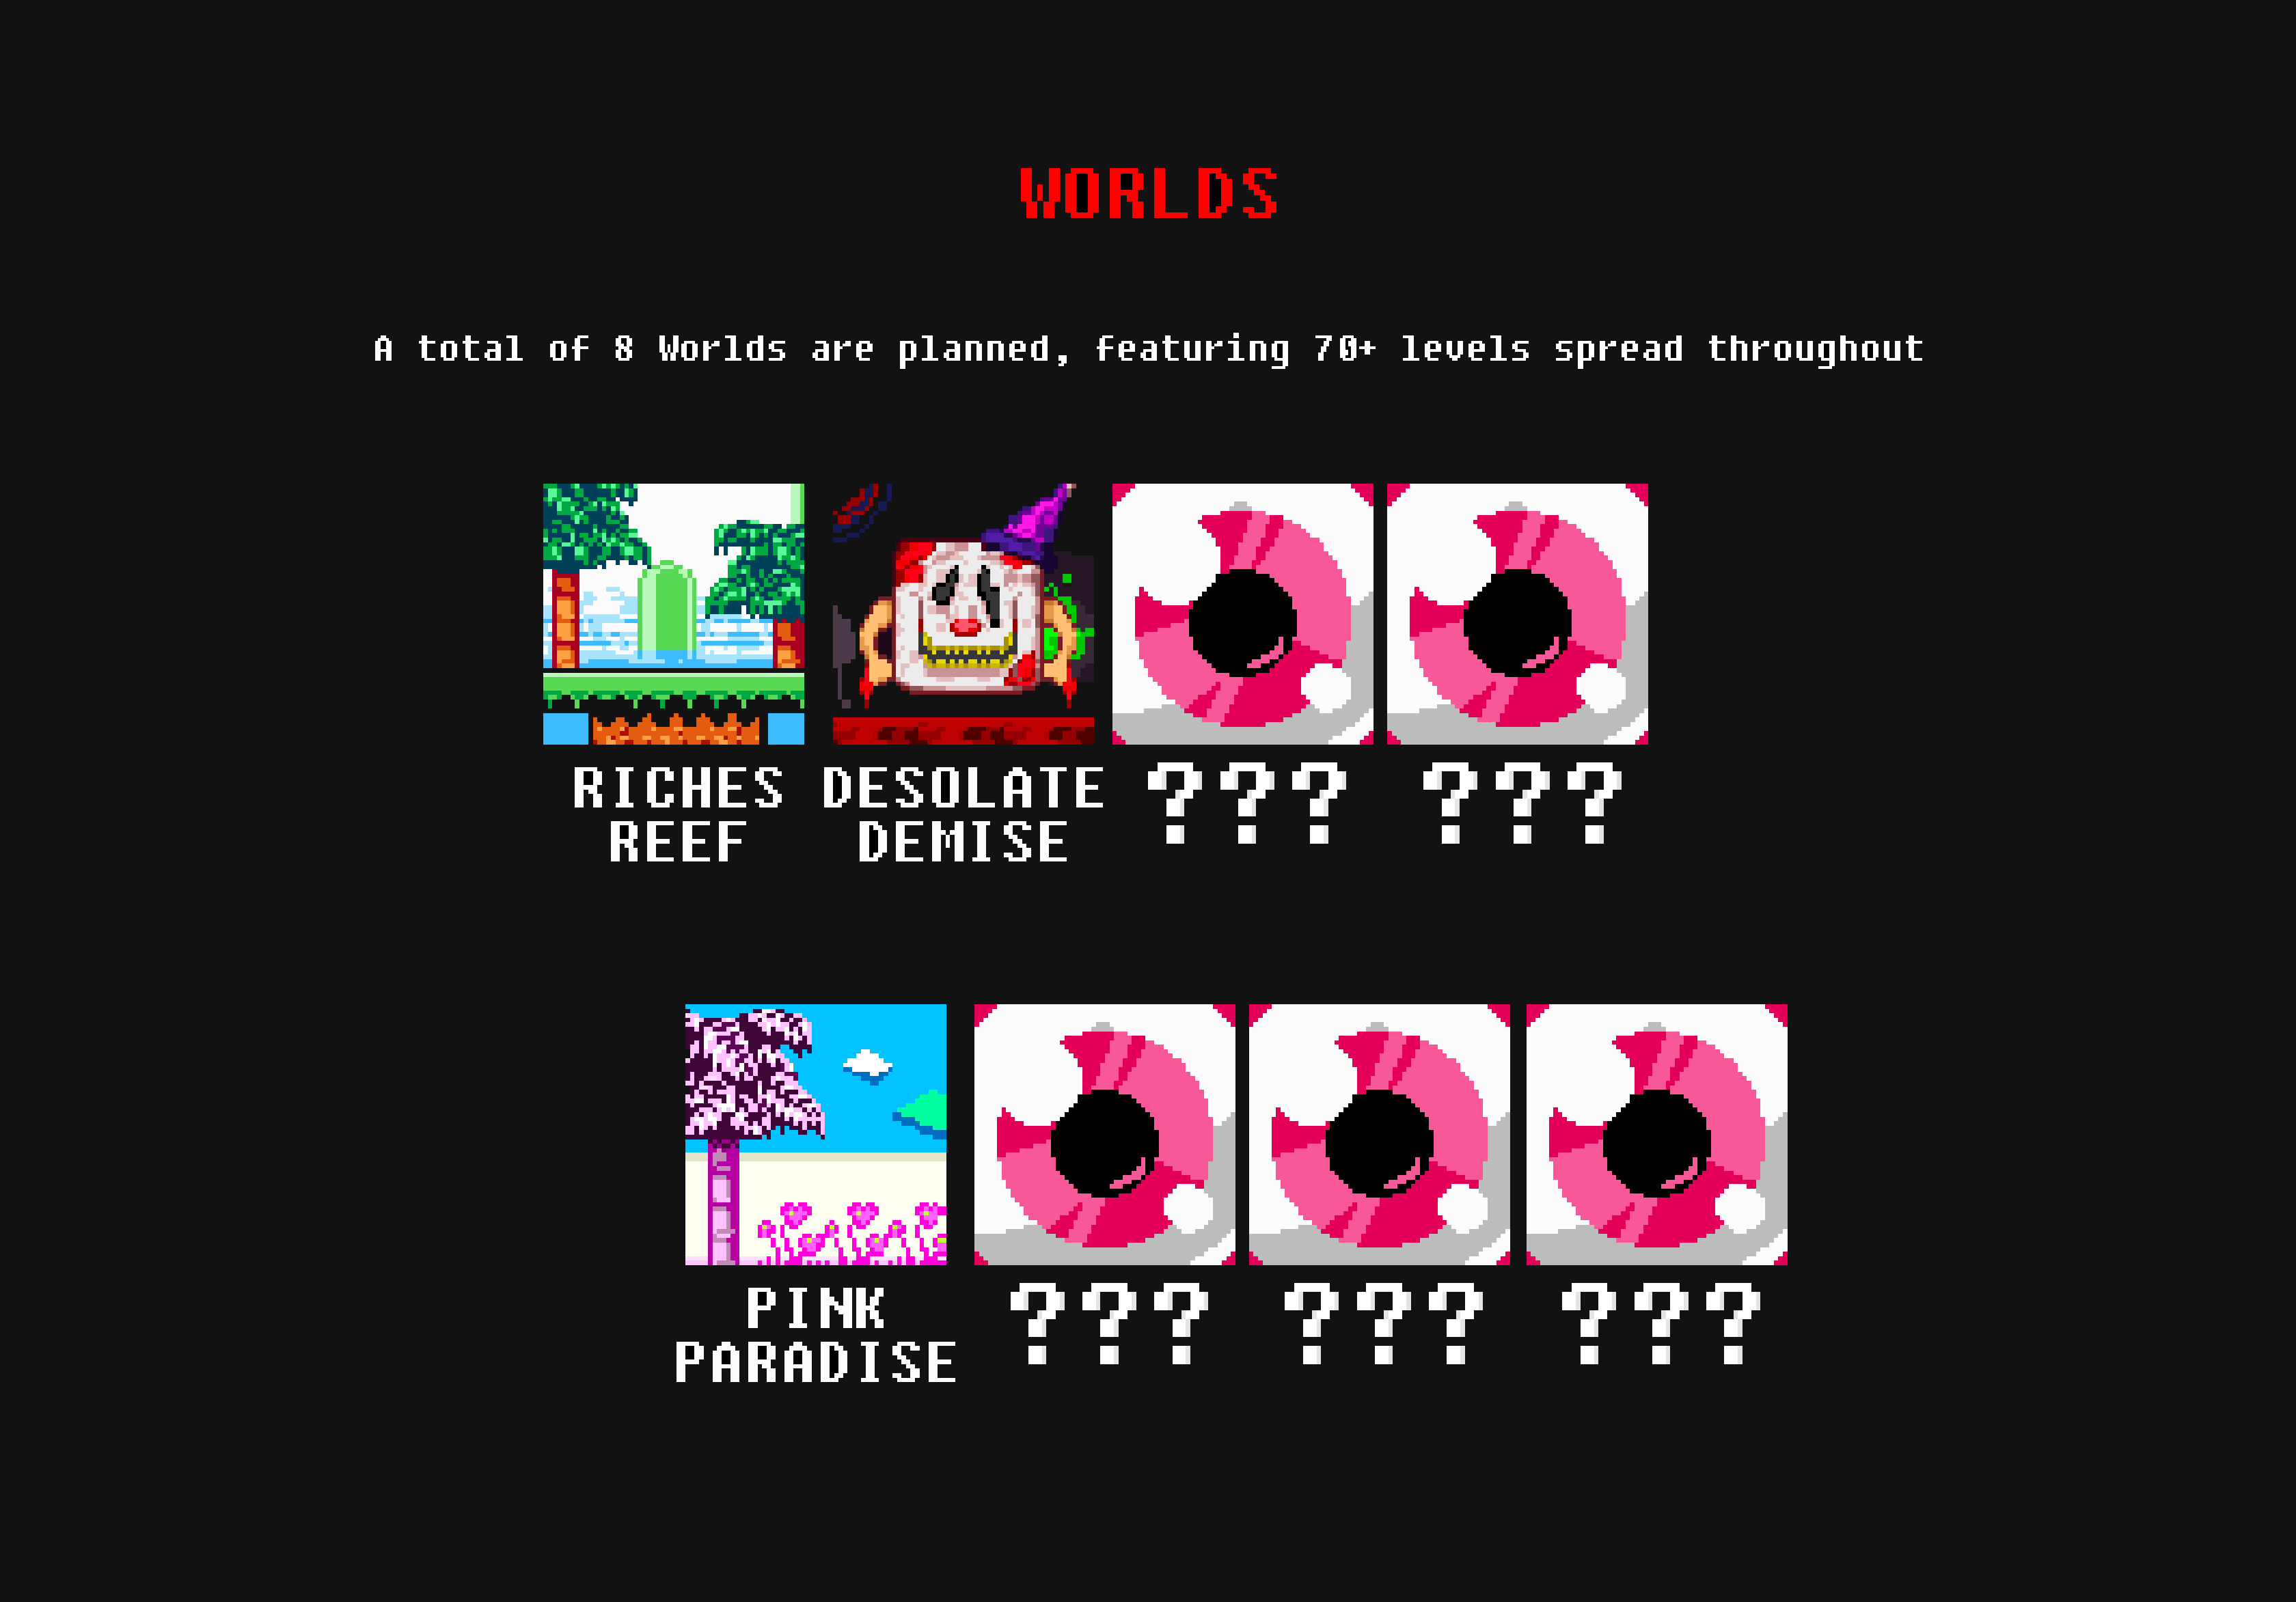 WORLDS
A total of 8 Worlds are planned, featuring 70+ levels spread throughout
RICHES
REEF
DESOLATE
DEMISE
???
???
PINK
PARADISE
???
???
???